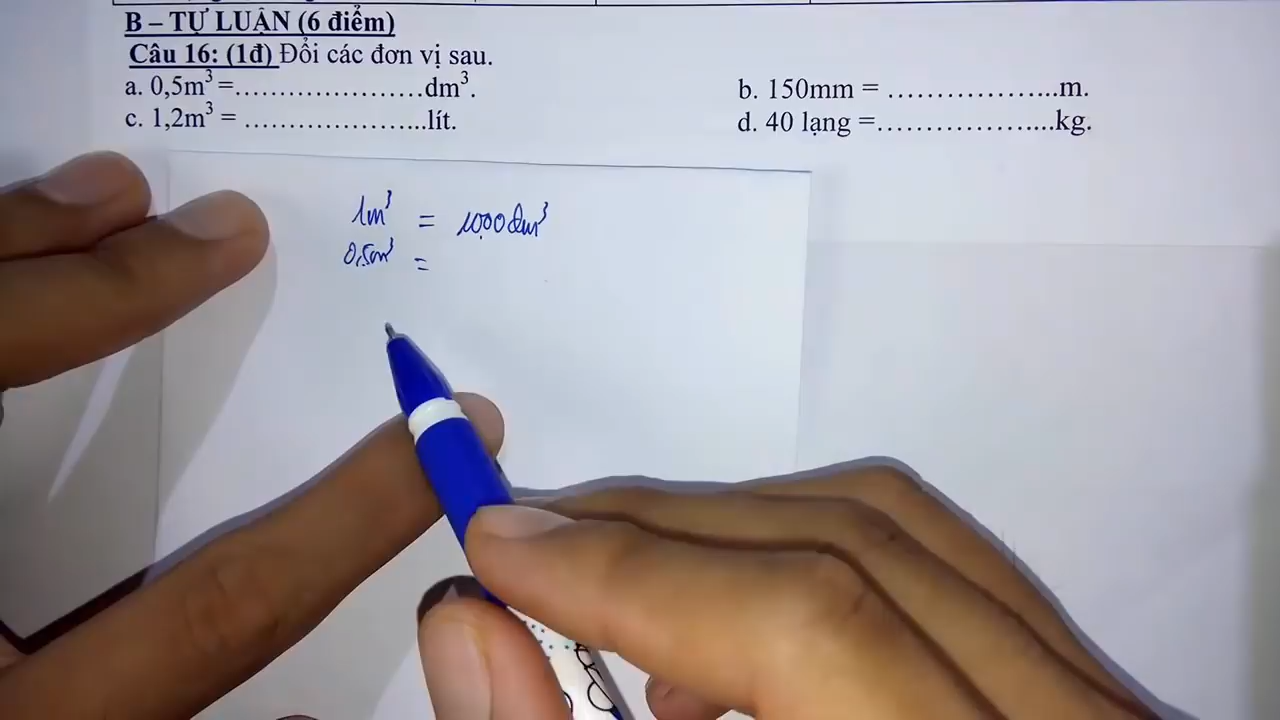 B – TỰ LUẬN (6 điểm)
Câu 16: (1đ) Đổi các đơn vị sau.
a. 0,5m³ =………………….dm³.
b. 150mm = ………………...m.
c. 1,2m³ = ………………...lít.
d. 40 lạng =………………....kg.
1m³ = 1000dm³
0,5m³ =